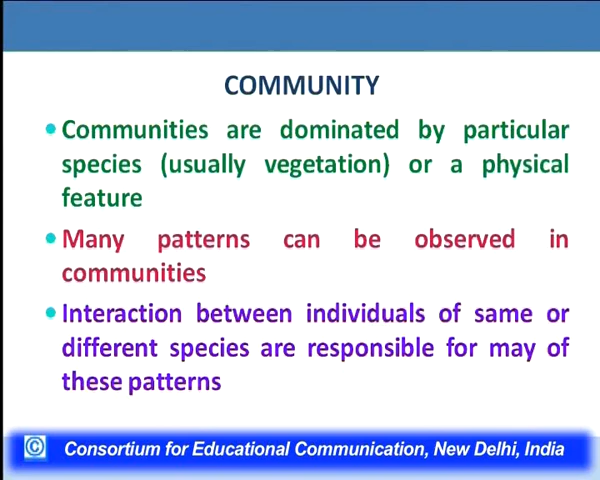 COMMUNITY
Communities are dominated by particular
species (usually vegetation) or a physical
feature
Many patterns can be observed in
communities
Interaction between individuals of same or
different species are responsible for may of
these patterns
© Consortium for Educational Communication, New Delhi, India